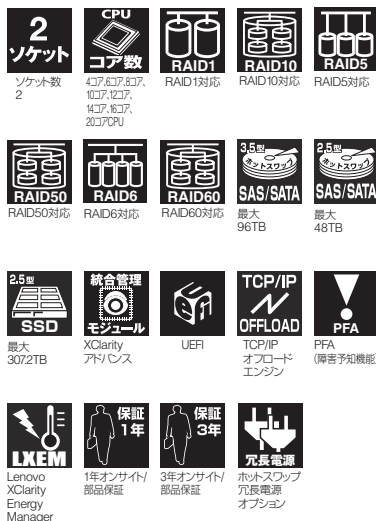 2
ソケット
ソケット数
2
CPU
コア数
4コア,6コア,8コア,
10コア,12コア,
14コア,16コア,
20コアCPU
RAID1
RAID1対応
RAID10
RAID10対応
RAID5
RAID5対応
RAID50
RAID50対応
RAID6
RAID6対応
RAID60
RAID60対応
3.5型
ホットスワップ
SAS/SATA
最大
96TB
2.5型
ホットスワップ
SAS/SATA
最大
48TB
2.5型
SSD
最大
307.2TB
統合管理
モジュール
XClarity
アドバンス
UEFI
UEFI
TCP/IP
OFFLOAD
TCP/IP
オフロード
エンジン
PFA
PFA
(障害予知機能)
LXEM
Lenovo
XClarity
Energy
Manager
保証
1年
1年オンサイト/
部品保証
保証
3年
3年オンサイト/
部品保証
冗長電源
ホットスワップ
冗長電源
オプション